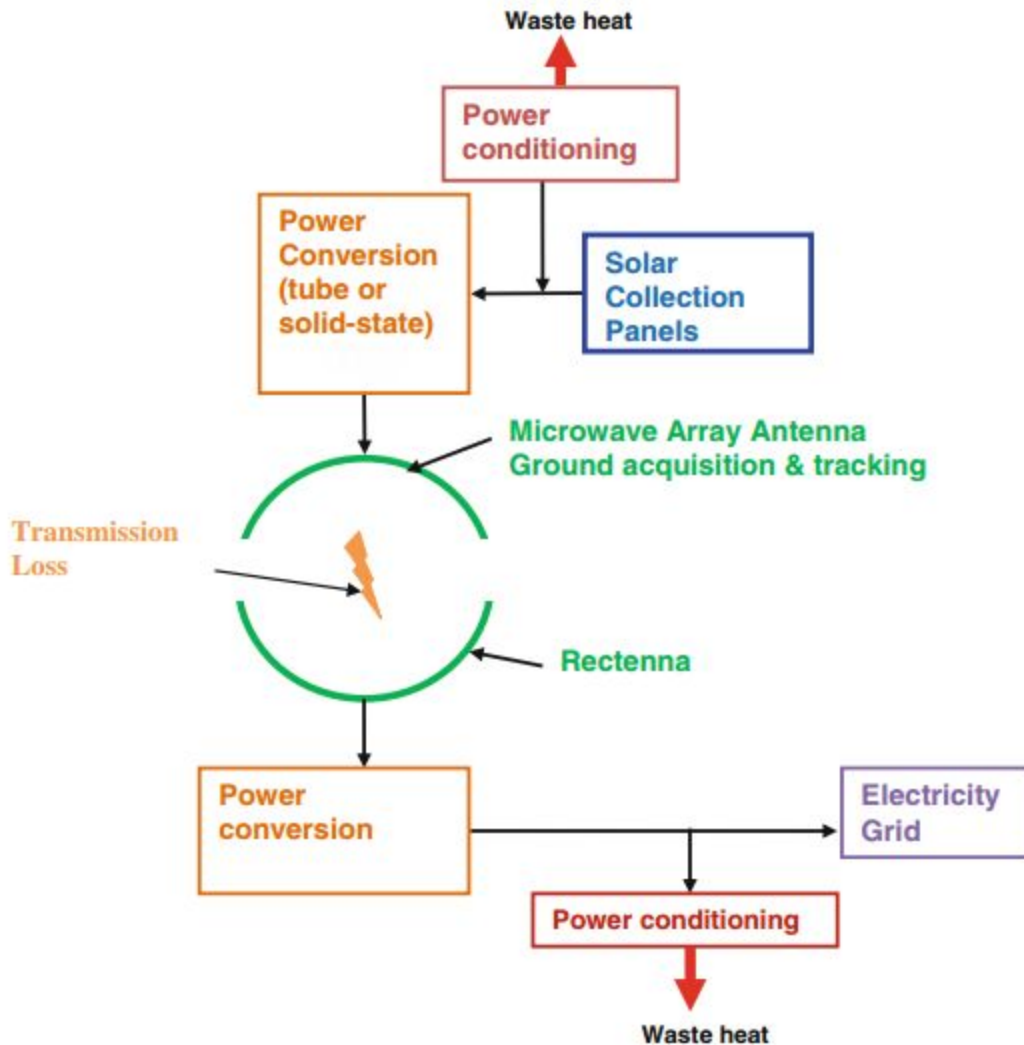 Waste heat
Power
conditioning
Power
Conversion
(tube or
solid-state)
Solar
Collection
Panels
Microwave Array Antenna
Ground acquisition & tracking
Transmission
Loss
Rectenna
Power
conversion
Electricity
Grid
Power conditioning
Waste heat